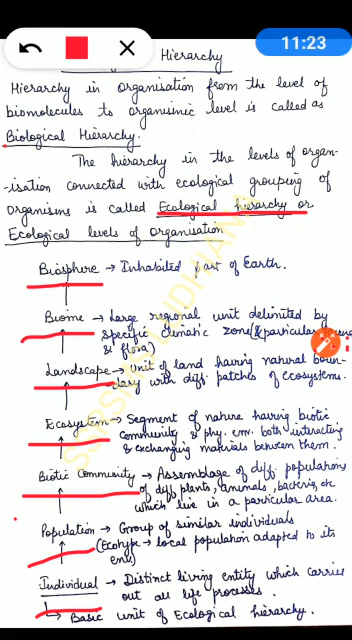 11:23
Hierarchy
Hierarchy in organisation from the level of
biomolecules to organismic level is called as
Biological Hierarchy.
The hierarchy in the levels of organ-
-isation connected with ecological grouping of
organisms is called Ecological hierarchy or
Ecological levels of organisation
Biosphere → Inhabited part of Earth.
Biome → Large regional unit delimited by
specific climatic zone (& particular
& flora)
Landscape → Unit of land having natural boun-
-dary with diff. patches of ecosystems.
Ecosystem → Segment of nature having biotic
community & phy. env. both interacting
& exchanging materials between them.
Biotic Community → Assemblage of diff. population
of diff plants, animals, bacteria, etc
which live in a particular area.
Population → Group of similar individuals
(Ecotype → local population adapted to its
env)
Individual → Distinct living entity which carries
out all life processes.
Basic unit of Ecological hierarchy.